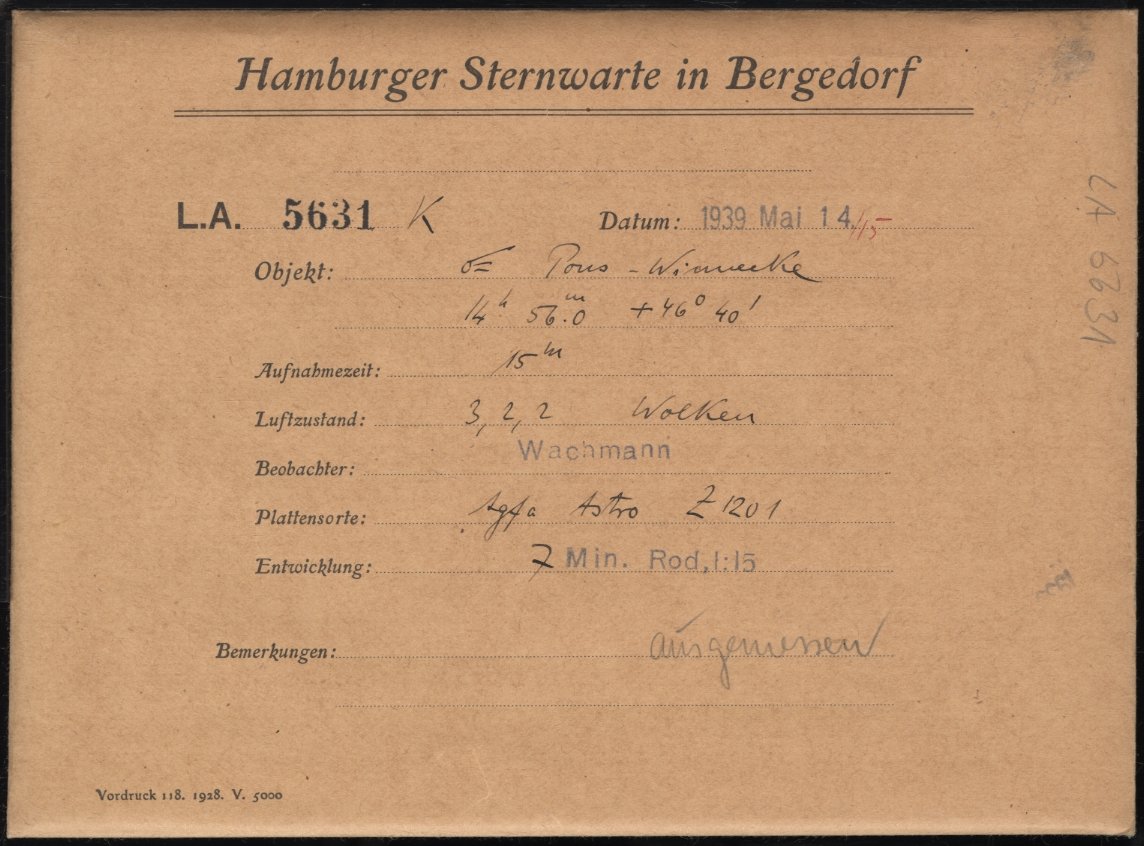 Hamburger Sternwarte in Bergedorf
L.A. 5631 K Datum: 1939 Mai 14./15
Objekt: ☄ Pons-Winnecke
14ʰ 56.ᵐ0 +46° 40'
Aufnahmezeit: 15ᵐ
Luftzustand: 3, 2, 2 Wolken
Beobachter: Wachmann
Plattensorte: Agfa Astro Z 1201
Entwicklung: 7 Min. Rod, 1:15
Bemerkungen: ausgemessen
Vordruck 118. 1928. V. 5000
LA 5631